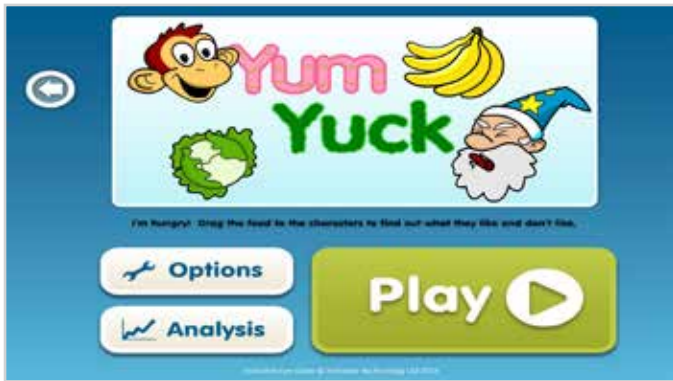 Yum
Yuck
I'm hungry! Drag the food to the characters to find out what they like and don't like.
Options
Play
Analysis